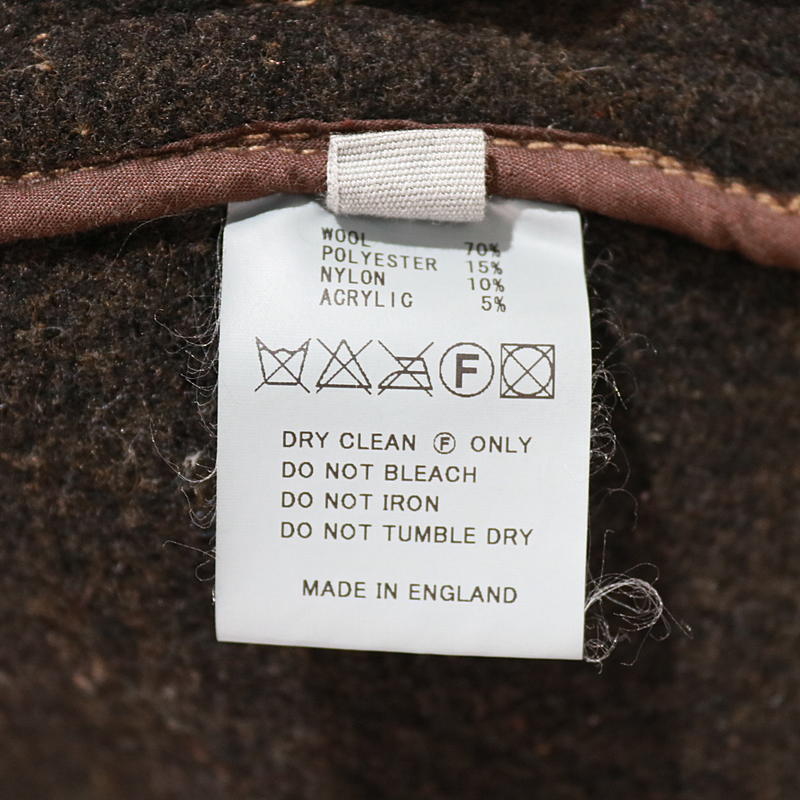 WOOL 70%
POLYESTER 15%
NYLON 10%
ACRYLIC 5%
F
DRY CLEAN Ⓕ ONLY
DO NOT BLEACH
DO NOT IRON
DO NOT TUMBLE DRY
MADE IN ENGLAND